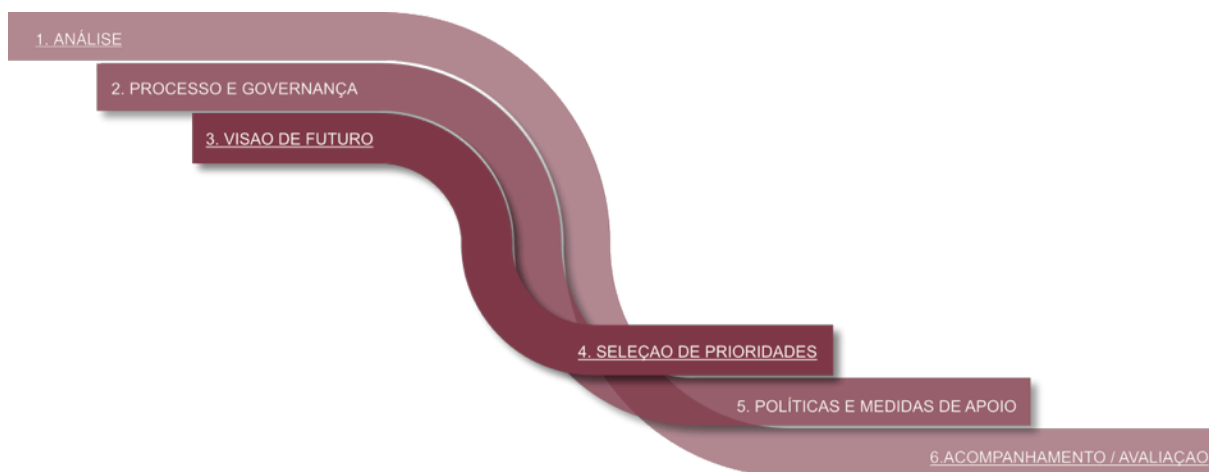 1. ANÁLISE
2. PROCESSO E GOVERNANÇA
3. VISAO DE FUTURO
4. SELEÇAO DE PRIORIDADES
5. POLÍTICAS E MEDIDAS DE APOIO
6.ACOMPANHAMENTO / AVALIAÇAO